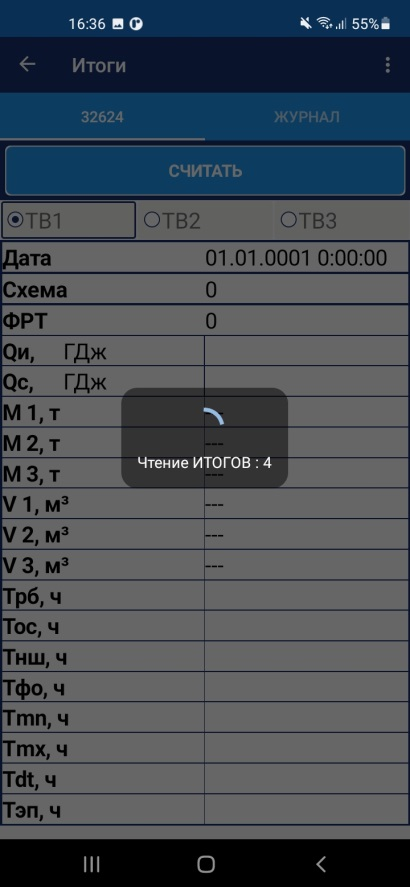 16:36 55%
Итоги
32624 ЖУРНАЛ
СЧИТАТЬ
ТВ1 ТВ2 ТВ3
Дата 01.01.0001 0:00:00
Схема 0
ФРТ 0
Qи, ГДж
Qс, ГДж
M 1, т ---
M 2, т ---
M 3, т ---
Чтение ИТОГОВ : 4
V 1, м³ ---
V 2, м³ ---
V 3, м³ ---
Трб, ч
Тос, ч
Тнш, ч
Тфо, ч
Tmn, ч
Tmx, ч
Tdt, ч
Тэп, ч